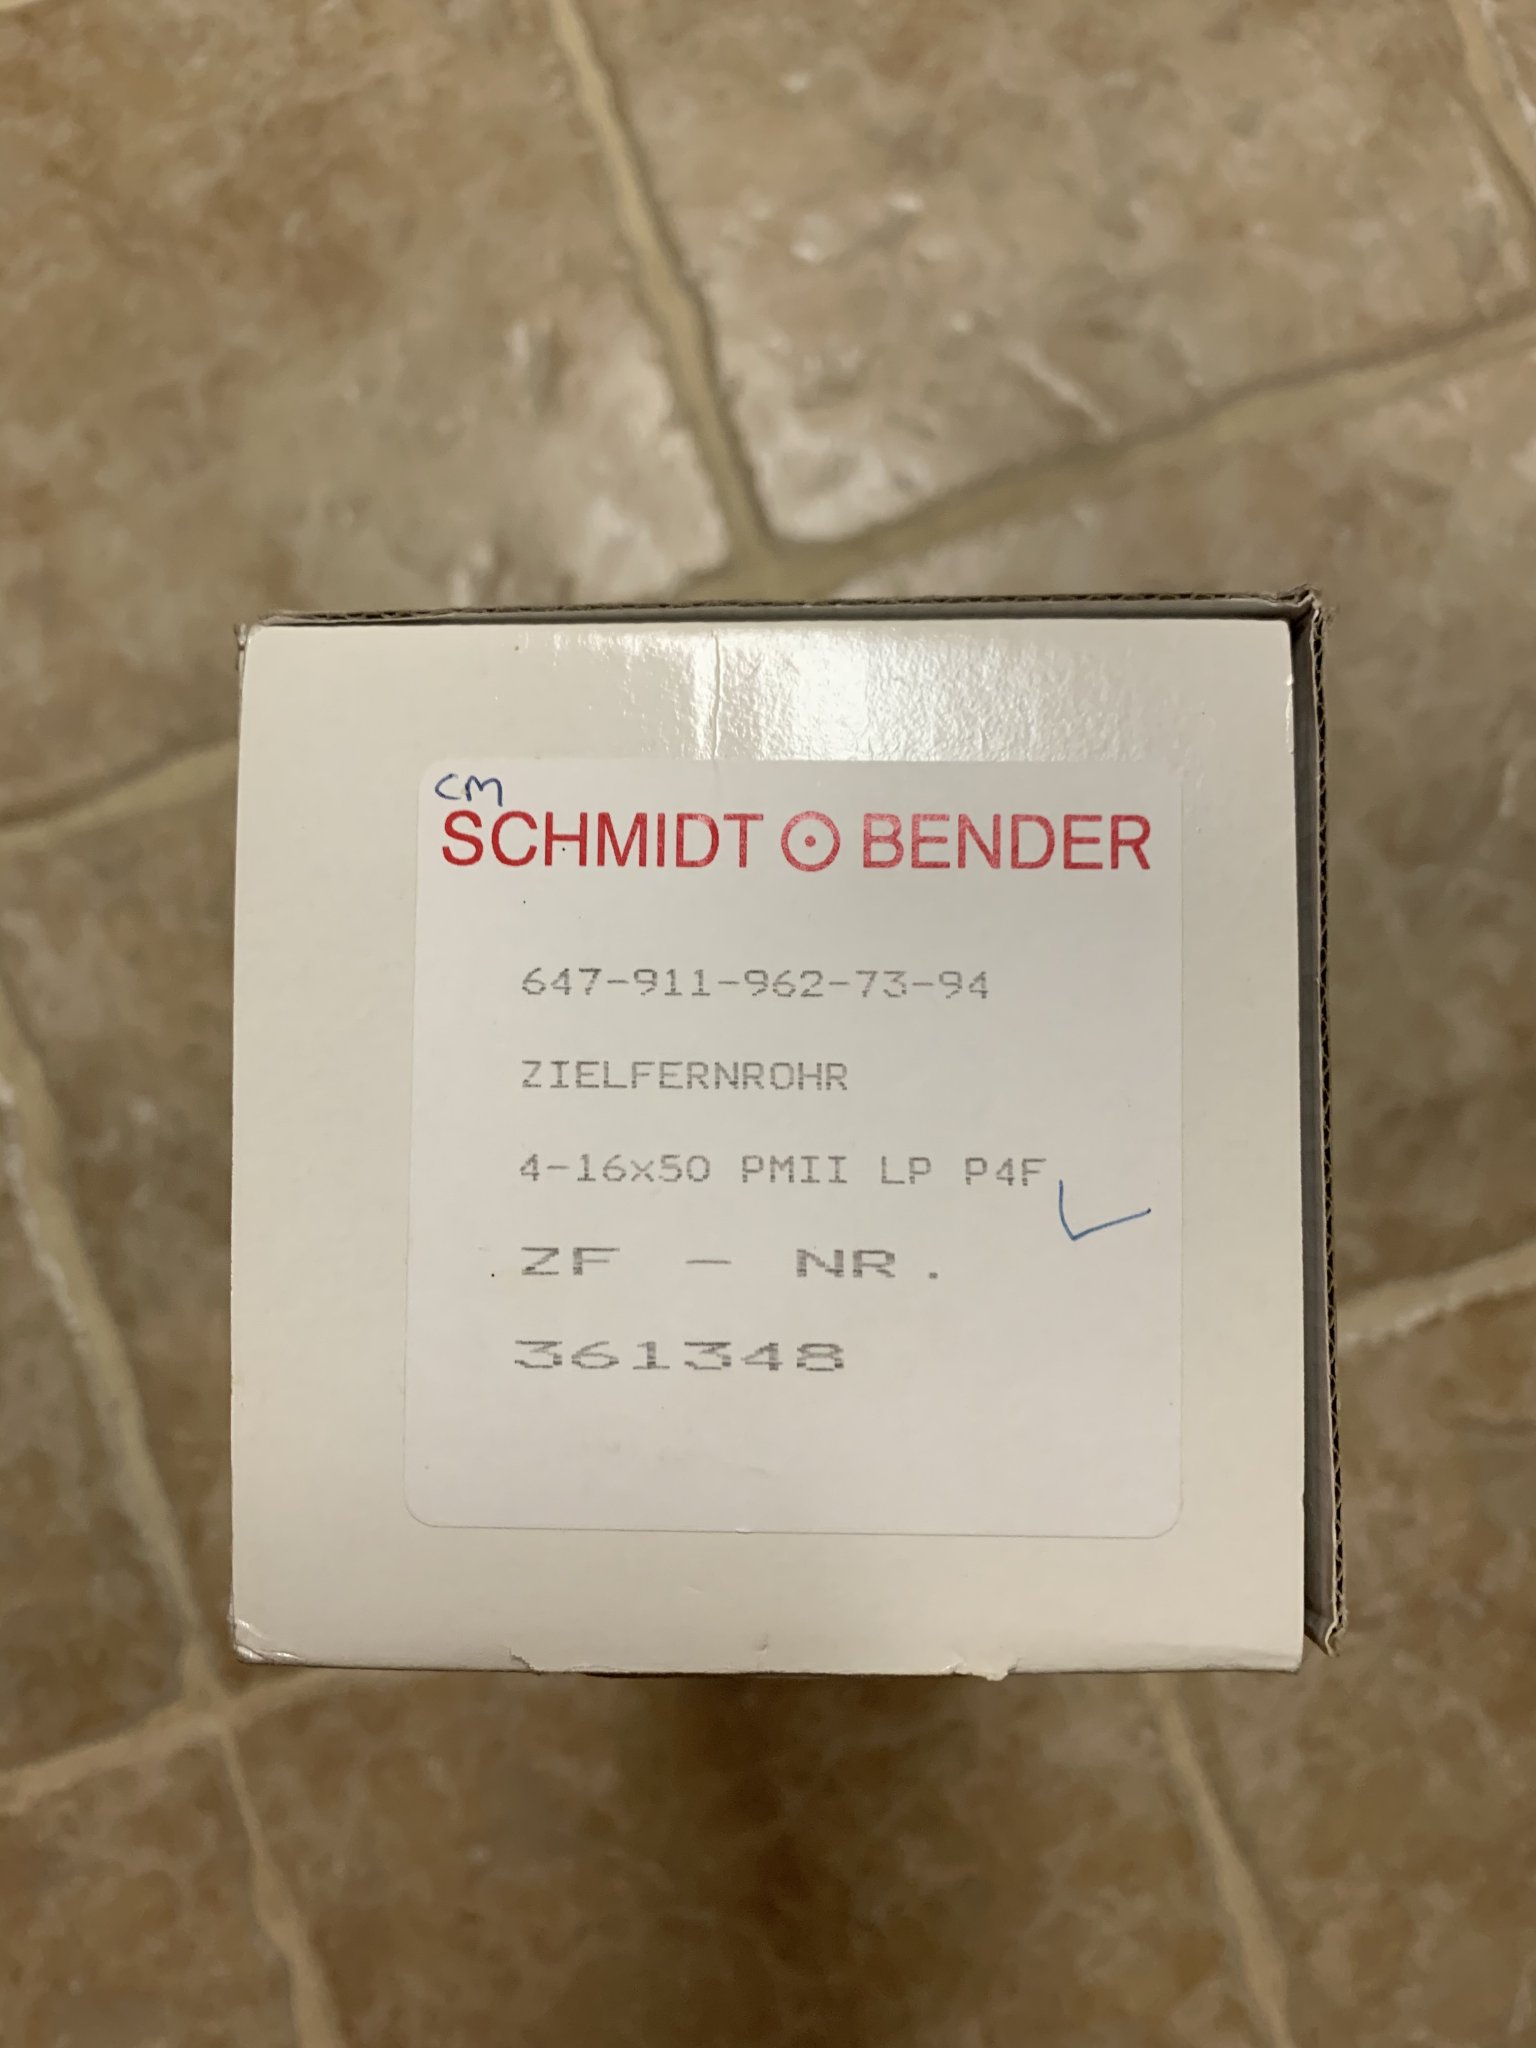 CM
SCHMIDT BENDER
647-911-962-73-94
ZIELFERNROHR
4-16x50 PMII LP P4F
ZF - NR.
361348